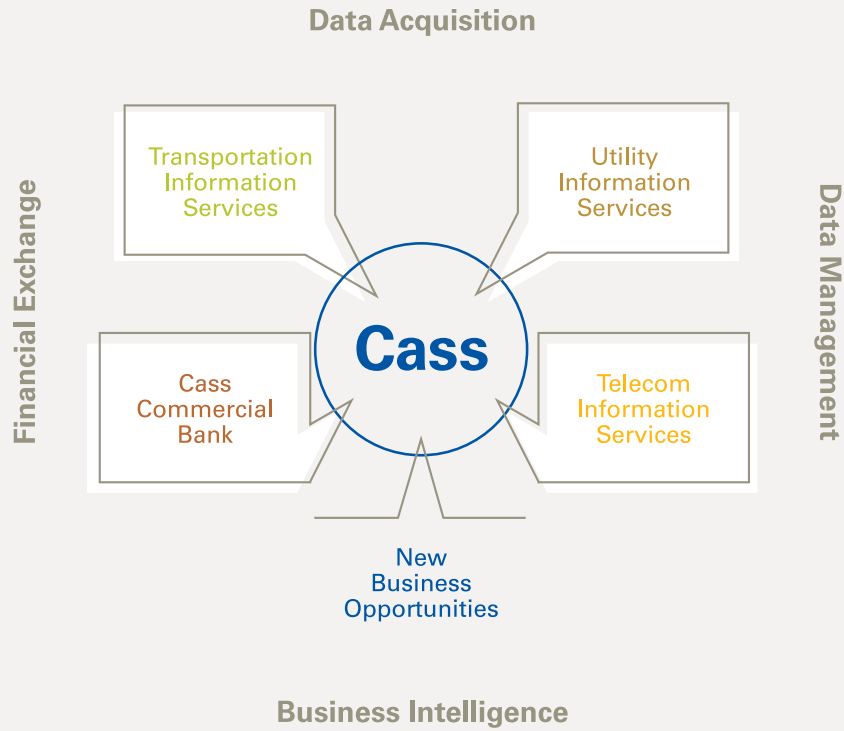 Data Acquisition
Transportation
Information
Services
Utility
Information
Services
Financial Exchange
Data Management
Cass
Cass
Commercial
Bank
Telecom
Information
Services
New
Business
Opportunities
Business Intelligence